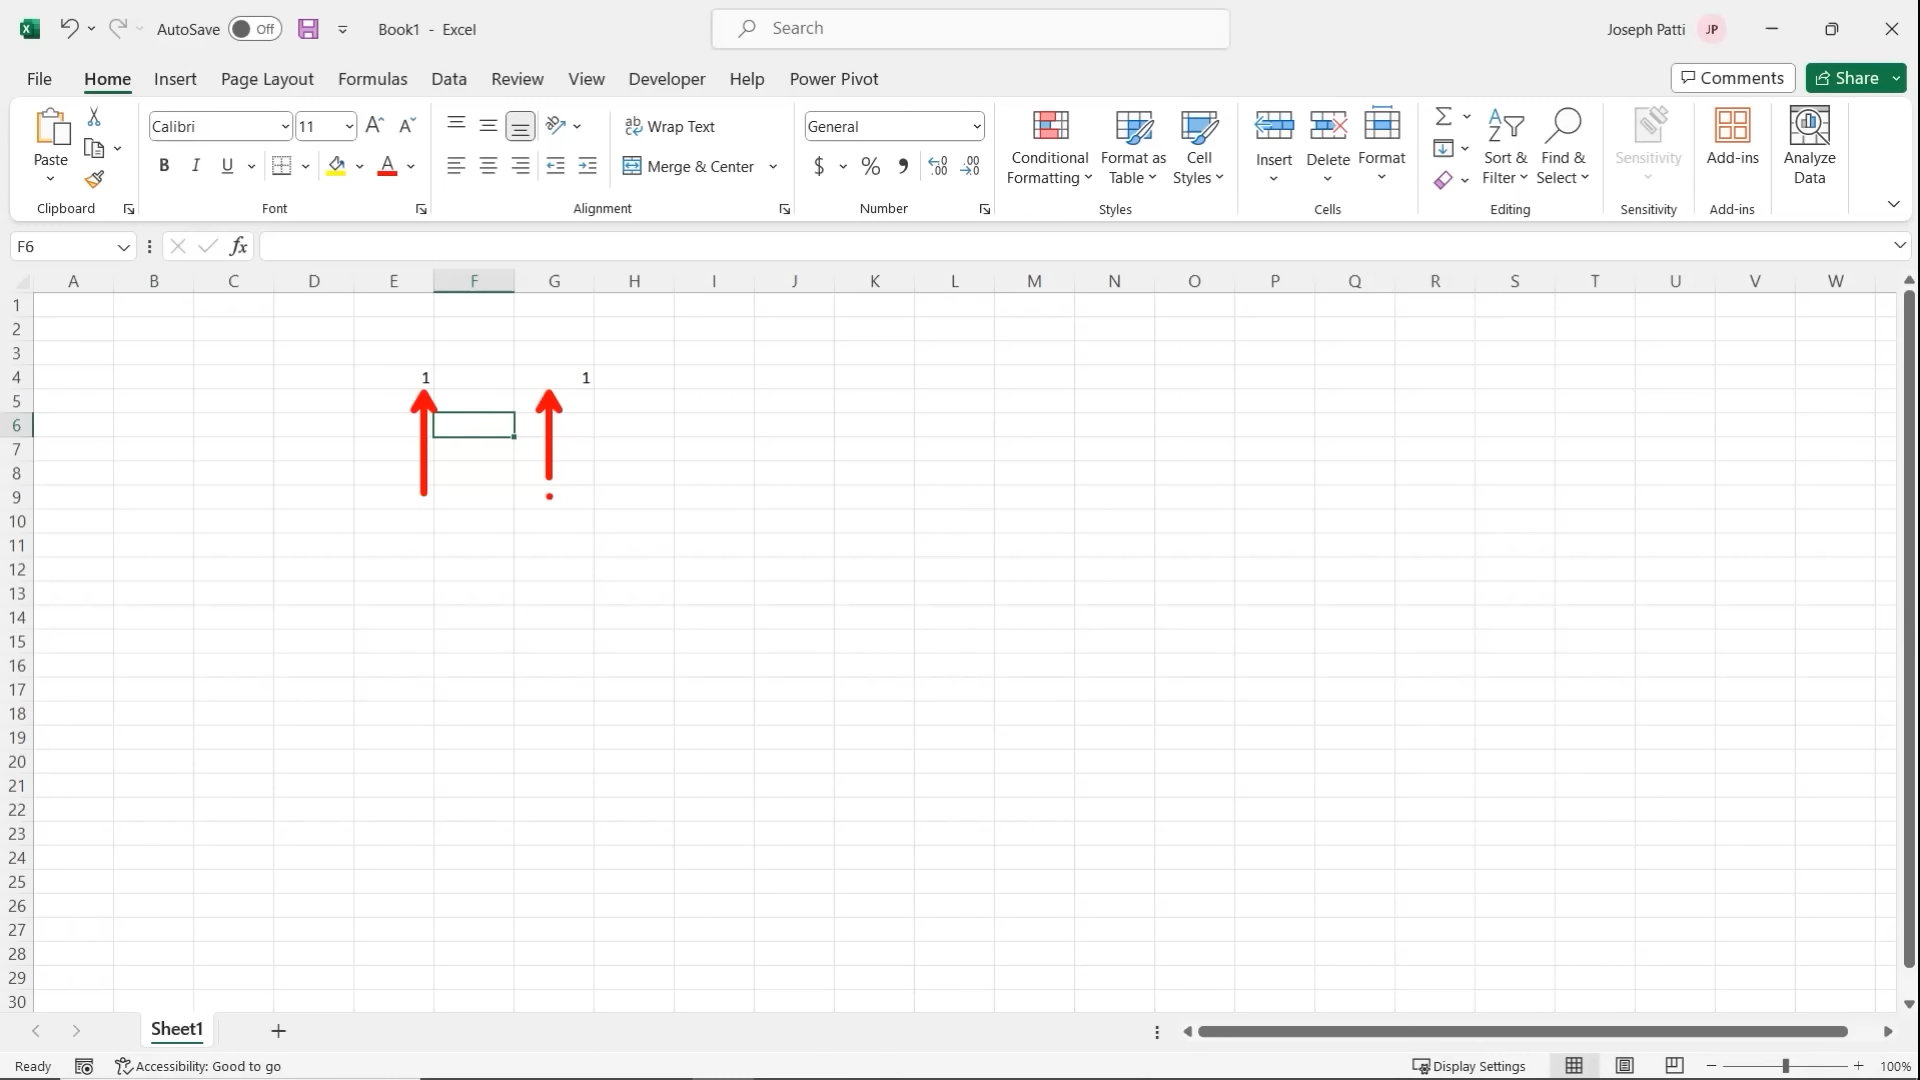 AutoSave Off Book1 - Excel Search Joseph Patti JP
File Home Insert Page Layout Formulas Data Review View Developer Help Power Pivot Comments Share
Paste
Clipboard
Calibri 11
B I U A
Font
ab Wrap Text
Merge & Center
Alignment
General
$ % , .00 .00
Number
Conditional Formatting
Format as Table
Cell Styles
Styles
Insert Delete Format
Cells
Sort & Filter
Find & Select
Editing
Sensitivity
Sensitivity
Add-ins
Add-ins
Analyze Data
F6 fx
A B C D E F G H I J K L M N O P Q R S T U V W
1
2
3
4 1 1
5
6
7
8
9
10
11
12
13
14
15
16
17
18
19
20
21
22
23
24
25
26
27
28
29
30
Sheet1
Ready Accessibility: Good to go Display Settings 100%